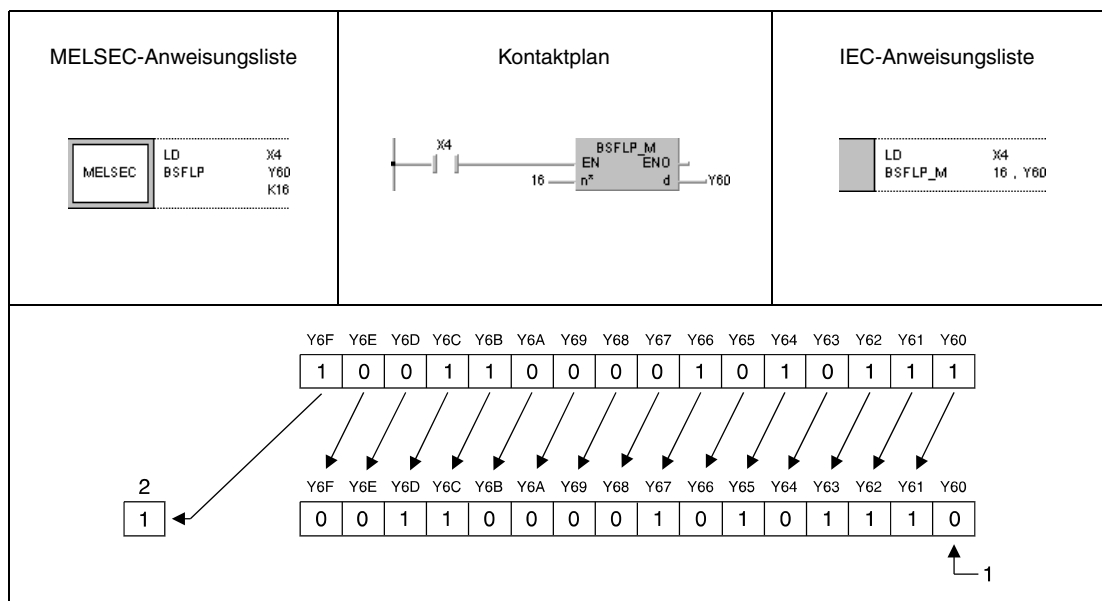 MELSEC-Anweisungsliste
Kontaktplan
IEC-Anweisungsliste
MELSEC
LD X4
BSFLP Y60
K16
X4
BSFLP_M
EN ENO
16 n* d Y60
LD X4
BSFLP_M 16 , Y60
Y6F Y6E Y6D Y6C Y6B Y6A Y69 Y68 Y67 Y66 Y65 Y64 Y63 Y62 Y61 Y60
1 0 0 1 1 0 0 0 0 1 0 1 0 1 1 1
Y6F Y6E Y6D Y6C Y6B Y6A Y69 Y68 Y67 Y66 Y65 Y64 Y63 Y62 Y61 Y60
2
1
0 0 1 1 0 0 0 0 1 0 1 0 1 1 1 0
1